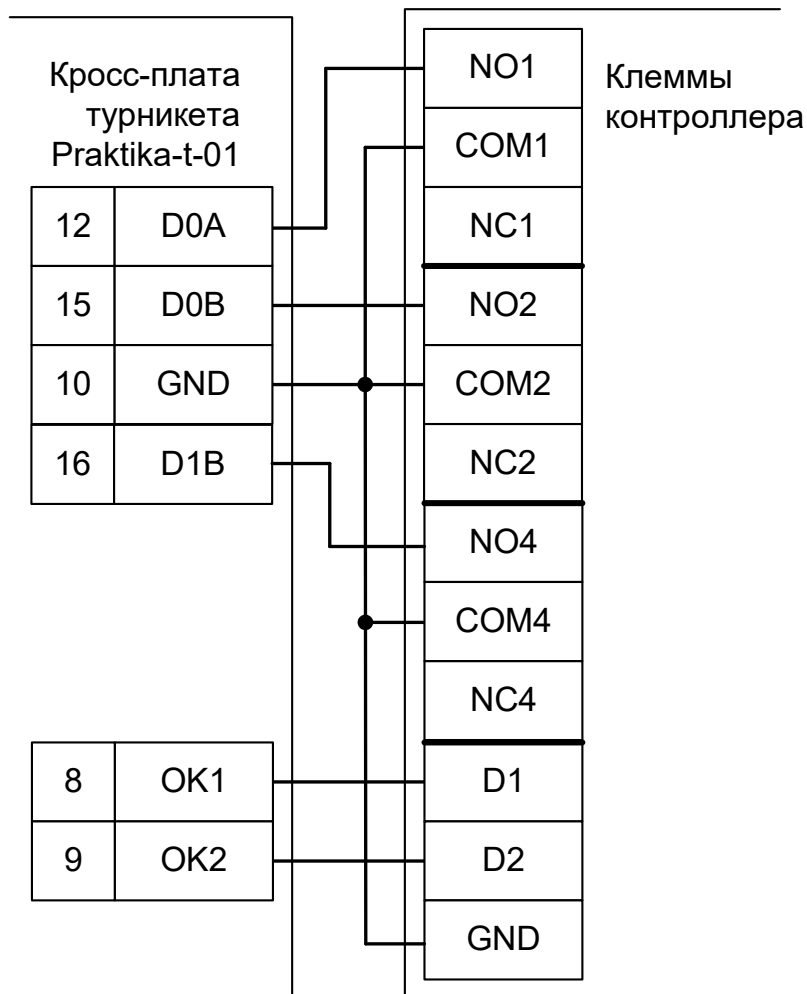 Кросс-плата
турникета
Praktika-t-01
12 D0A
15 D0B
10 GND
16 D1B
8 OK1
9 OK2
NO1
COM1
NC1
NO2
COM2
NC2
NO4
COM4
NC4
D1
D2
GND
Клеммы
контроллера